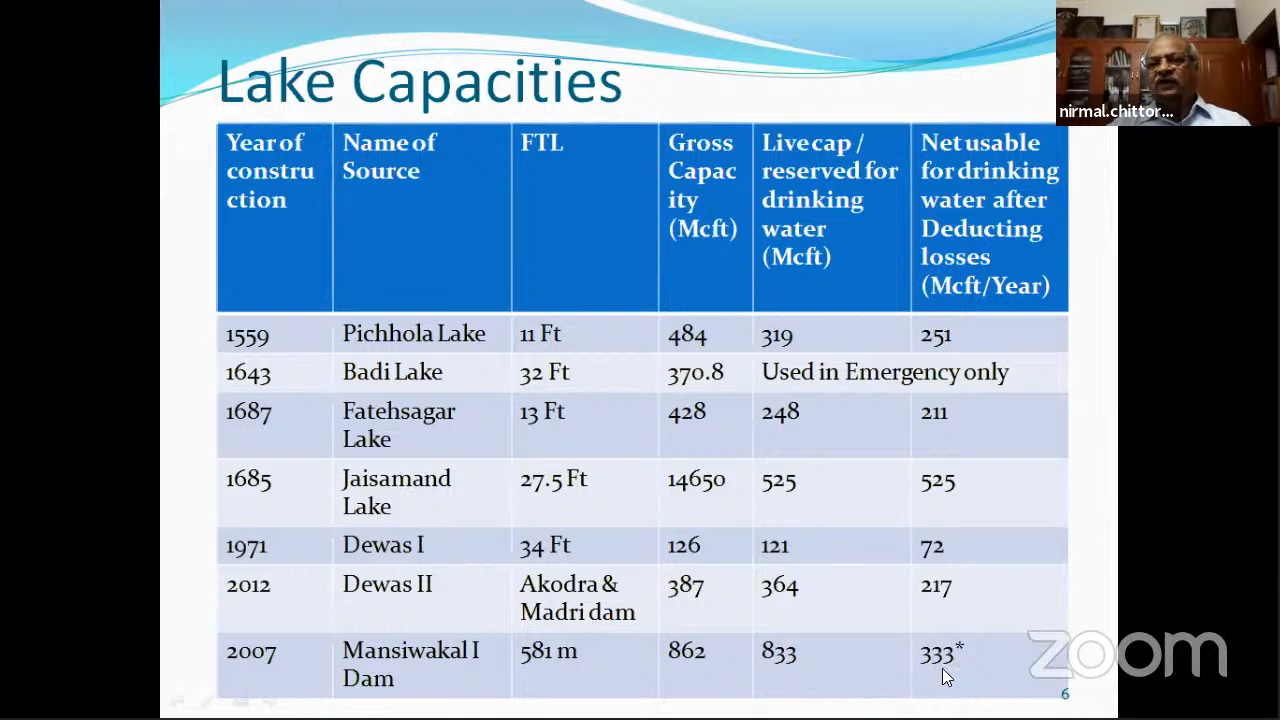 Lake Capacities
nirmal.chittor...
Year of constru ction | Name of Source | FTL | Gross Capac ity (Mcft) | Live cap / reserved for drinking water (Mcft) | Net usable for drinking water after Deducting losses (Mcft/Year)
1559 | Pichhola Lake | 11 Ft | 484 | 319 | 251
1643 | Badi Lake | 32 Ft | 370.8 | Used in Emergency only
1687 | Fatehsagar Lake | 13 Ft | 428 | 248 | 211
1685 | Jaisamand Lake | 27.5 Ft | 14650 | 525 | 525
1971 | Dewas I | 34 Ft | 126 | 121 | 72
2012 | Dewas II | Akodra & Madri dam | 387 | 364 | 217
2007 | Mansiwakal I Dam | 581 m | 862 | 833 | 333*
zoom
6